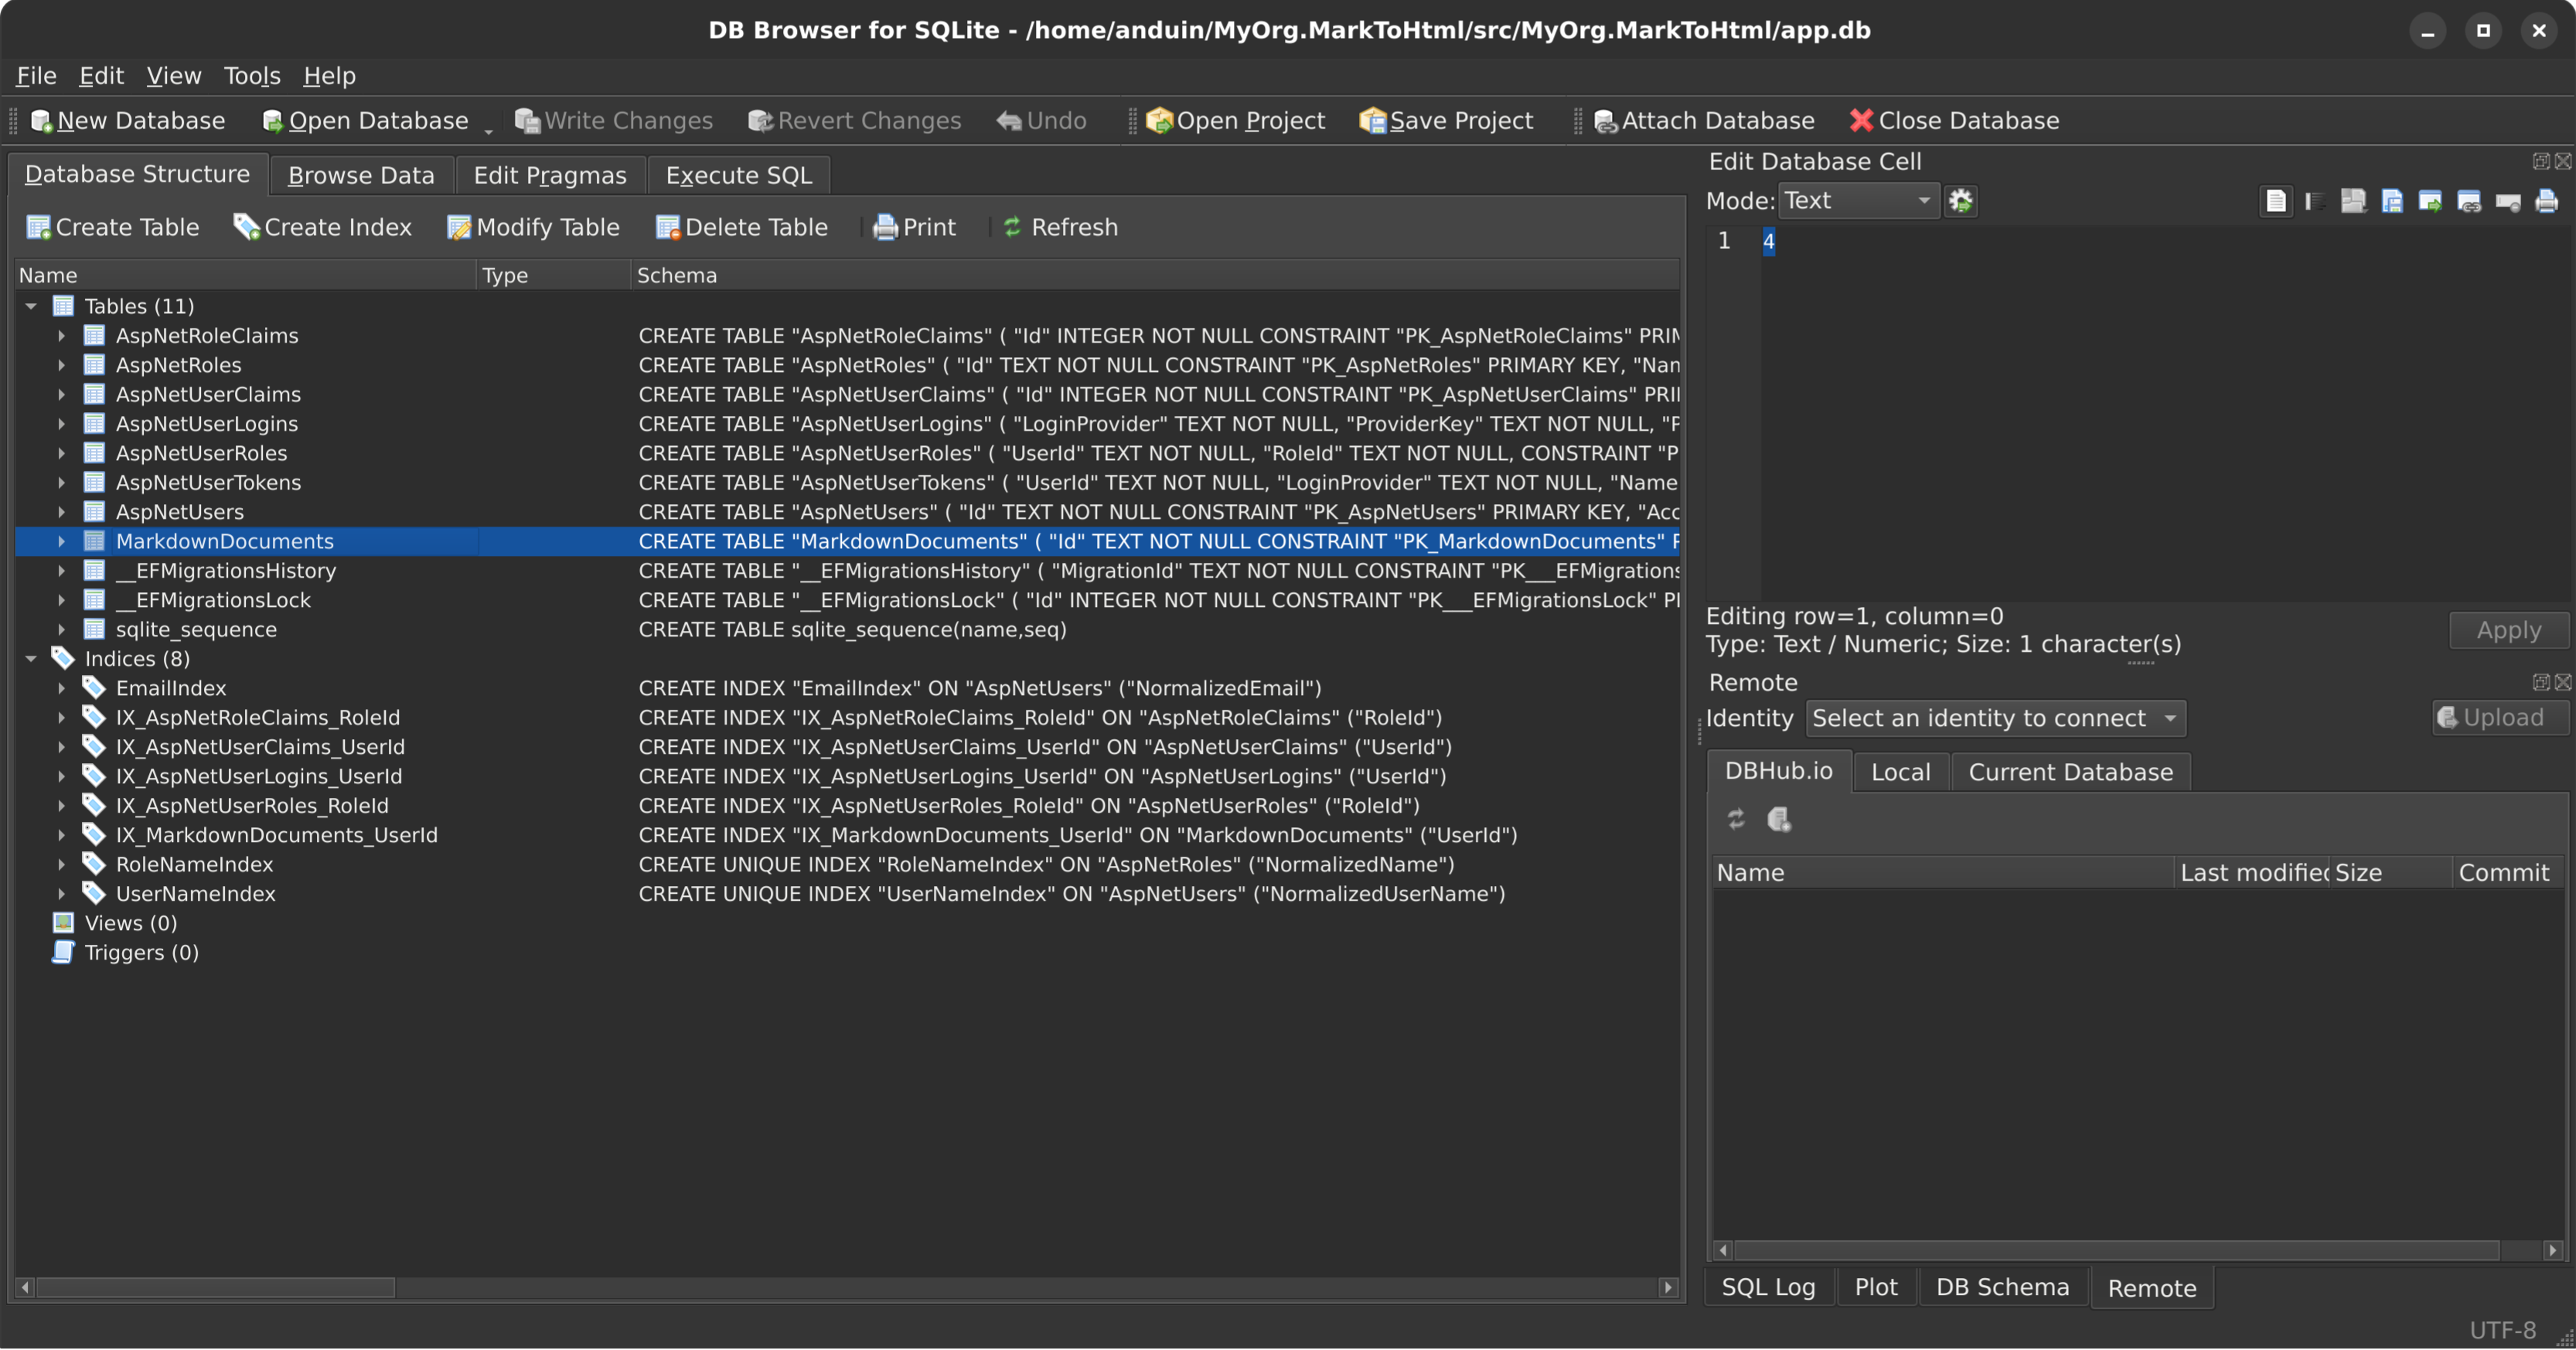 DB Browser for SQLite - /home/anduin/MyOrg.MarkToHtml/src/MyOrg.MarkToHtml/app.db
File Edit View Tools Help
New Database Open Database Write Changes Revert Changes Undo Open Project Save Project Attach Database Close Database
Database Structure Browse Data Edit Pragmas Execute SQL
Create Table Create Index Modify Table Delete Table Print Refresh
Name Type Schema
Tables (11)
AspNetRoleClaims CREATE TABLE "AspNetRoleClaims" ( "Id" INTEGER NOT NULL CONSTRAINT "PK_AspNetRoleClaims" PRIM
AspNetRoles CREATE TABLE "AspNetRoles" ( "Id" TEXT NOT NULL CONSTRAINT "PK_AspNetRoles" PRIMARY KEY, "Nan
AspNetUserClaims CREATE TABLE "AspNetUserClaims" ( "Id" INTEGER NOT NULL CONSTRAINT "PK_AspNetUserClaims" PRI
AspNetUserLogins CREATE TABLE "AspNetUserLogins" ( "LoginProvider" TEXT NOT NULL, "ProviderKey" TEXT NOT NULL, "P
AspNetUserRoles CREATE TABLE "AspNetUserRoles" ( "UserId" TEXT NOT NULL, "RoleId" TEXT NOT NULL, CONSTRAINT "P
AspNetUserTokens CREATE TABLE "AspNetUserTokens" ( "UserId" TEXT NOT NULL, "LoginProvider" TEXT NOT NULL, "Name
AspNetUsers CREATE TABLE "AspNetUsers" ( "Id" TEXT NOT NULL CONSTRAINT "PK_AspNetUsers" PRIMARY KEY, "Acc
MarkdownDocuments CREATE TABLE "MarkdownDocuments" ( "Id" TEXT NOT NULL CONSTRAINT "PK_MarkdownDocuments" P
__EFMigrationsHistory CREATE TABLE "__EFMigrationsHistory" ( "MigrationId" TEXT NOT NULL CONSTRAINT "PK___EFMigrations
__EFMigrationsLock CREATE TABLE "__EFMigrationsLock" ( "Id" INTEGER NOT NULL CONSTRAINT "PK___EFMigrationsLock" PI
sqlite_sequence CREATE TABLE sqlite_sequence(name,seq)
Indices (8)
EmailIndex CREATE INDEX "EmailIndex" ON "AspNetUsers" ("NormalizedEmail")
IX_AspNetRoleClaims_RoleId CREATE INDEX "IX_AspNetRoleClaims_RoleId" ON "AspNetRoleClaims" ("RoleId")
IX_AspNetUserClaims_UserId CREATE INDEX "IX_AspNetUserClaims_UserId" ON "AspNetUserClaims" ("UserId")
IX_AspNetUserLogins_UserId CREATE INDEX "IX_AspNetUserLogins_UserId" ON "AspNetUserLogins" ("UserId")
IX_AspNetUserRoles_RoleId CREATE INDEX "IX_AspNetUserRoles_RoleId" ON "AspNetUserRoles" ("RoleId")
IX_MarkdownDocuments_UserId CREATE INDEX "IX_MarkdownDocuments_UserId" ON "MarkdownDocuments" ("UserId")
RoleNameIndex CREATE UNIQUE INDEX "RoleNameIndex" ON "AspNetRoles" ("NormalizedName")
UserNameIndex CREATE UNIQUE INDEX "UserNameIndex" ON "AspNetUsers" ("NormalizedUserName")
Views (0)
Triggers (0)
Edit Database Cell
Mode: Text
1 4
Editing row=1, column=0
Type: Text / Numeric; Size: 1 character(s)
Apply
Remote
Identity Select an identity to connect Upload
DBHub.io Local Current Database
Name Last modified Size Commit
SQL Log Plot DB Schema Remote
UTF-8